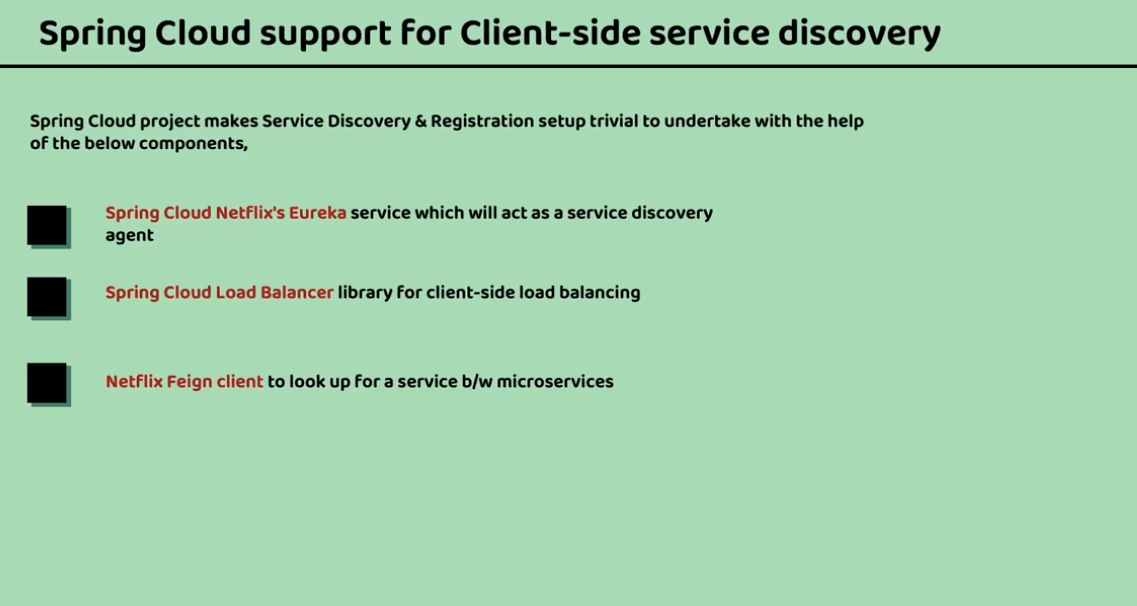 Spring Cloud support for Client-side service discovery
Spring Cloud project makes Service Discovery & Registration setup trivial to undertake with the help
of the below components,
Spring Cloud Netflix's Eureka service which will act as a service discovery
agent
Spring Cloud Load Balancer library for client-side load balancing
Netflix Feign client to look up for a service b/w microservices